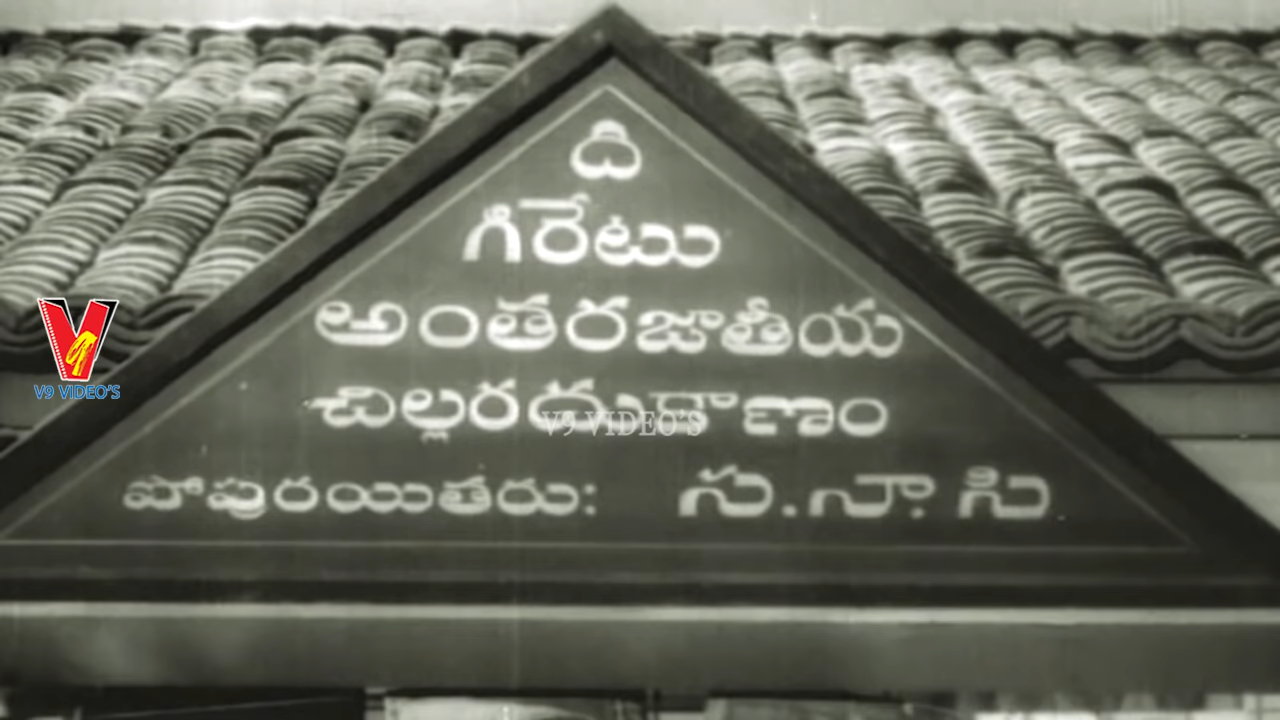 ది
గిరేటు
అంతరజాతీయ
చిల్లరదుకాణం
V9 VIDEO'S
పోపురయితరు: స.నా. సి
V9 VIDEO'S